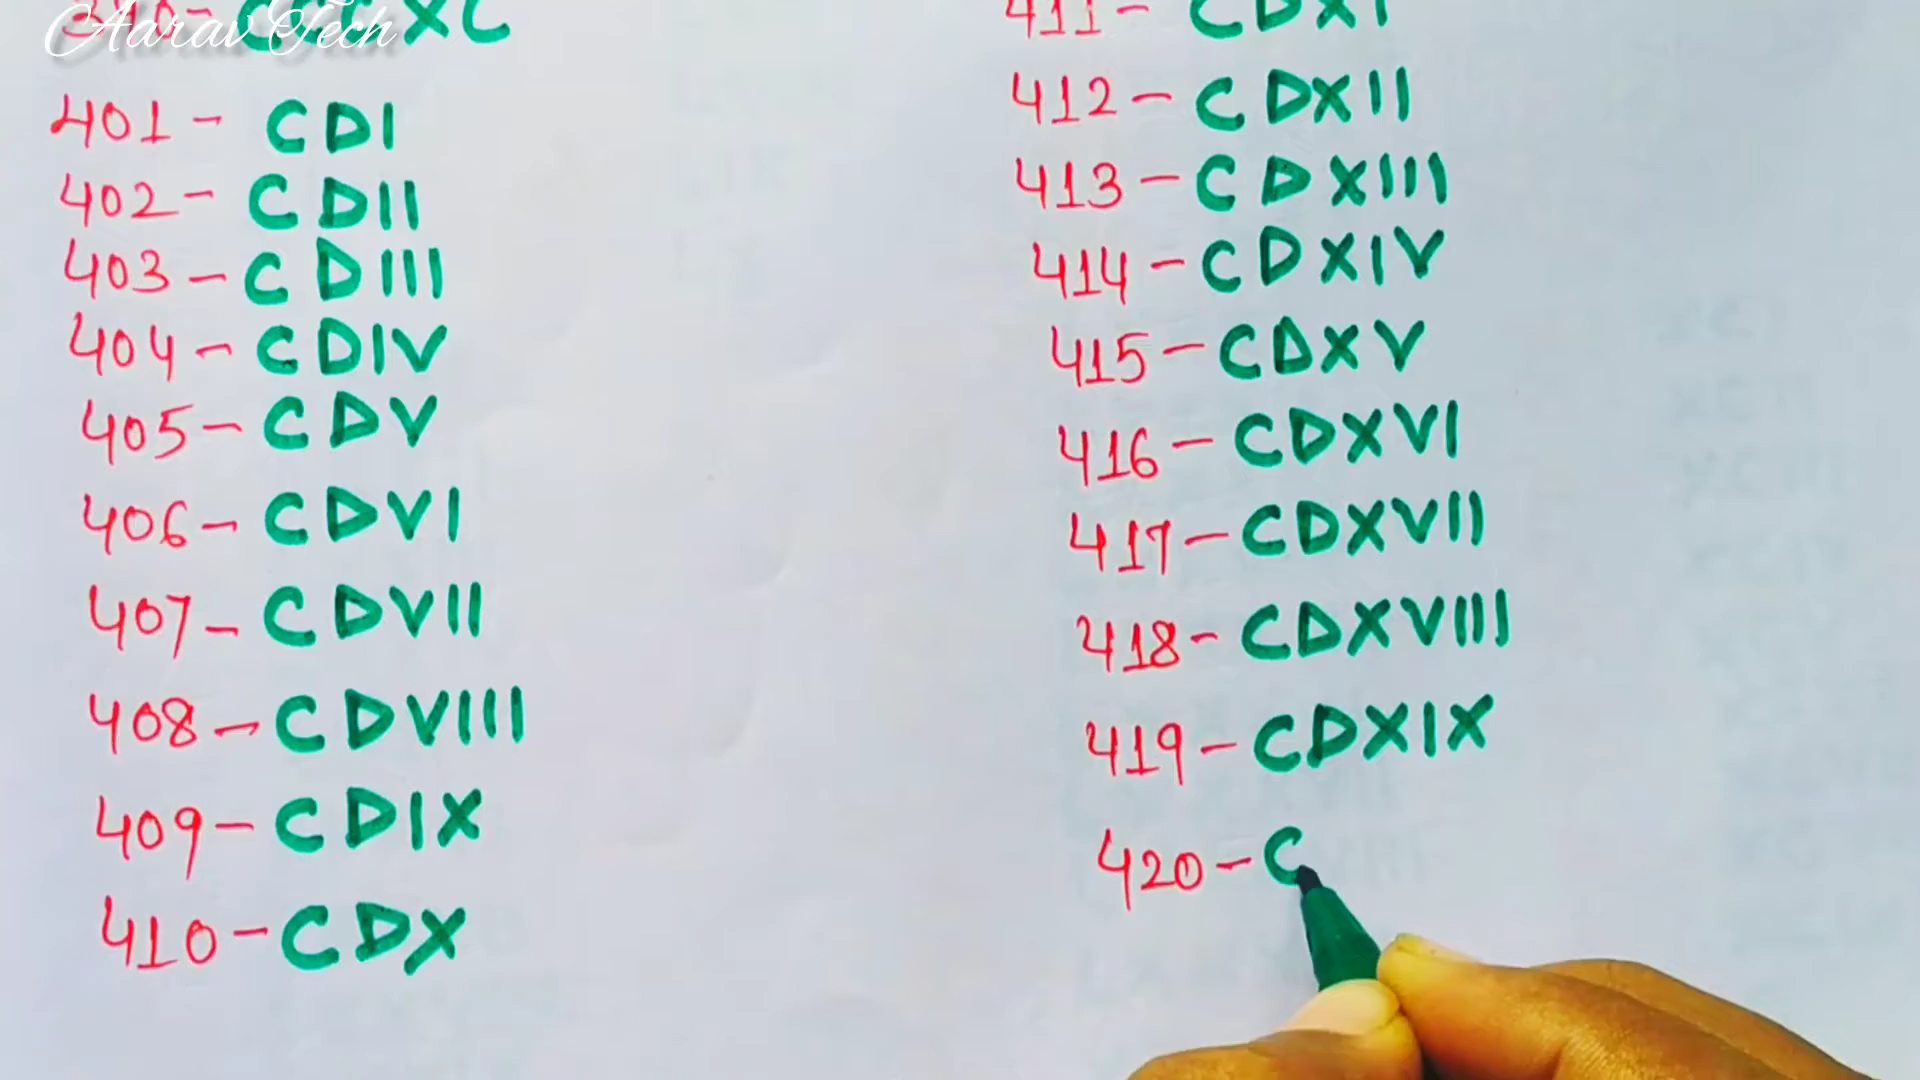 Aarav Tech
401- CDI
402- CDII
403- CDIII
404- CDIV
405- CDV
406- CDVI
407- CDVII
408- CDVIII
409- CDIX
410- CDX
411- CDXI
412- CDXII
413- CDXIII
414- CDXIV
415- CDXV
416- CDXVI
417- CDXVII
418- CDXVIII
419- CDXIX
420- C